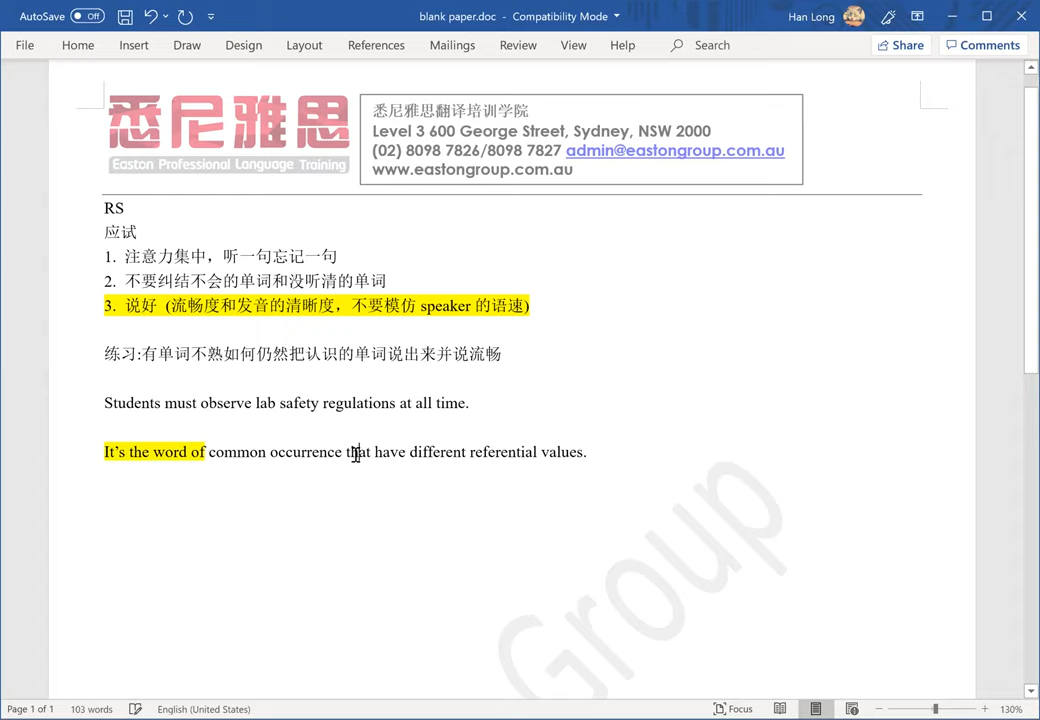 AutoSave Off blank paper.doc - Compatibility Mode Han Long
File Home Insert Draw Design Layout References Mailings Review View Help Search Share Comments
悉尼雅思
Easton Professional Language Training
悉尼雅思翻译培训学院
Level 3 600 George Street, Sydney, NSW 2000
(02) 8098 7826/8098 7827 admin@eastongroup.com.au
www.eastongroup.com.au
RS
应试
1. 注意力集中，听一句忘记一句
2. 不要纠结不会的单词和没听清的单词
3. 说好 (流畅度和发音的清晰度，不要模仿 speaker 的语速)
练习:有单词不熟如何仍然把认识的单词说出来并说流畅
Students must observe lab safety regulations at all time.
It’s the word of common occurrence that have different referential values.
Group
Page 1 of 1 103 words English (United States) Focus 130%